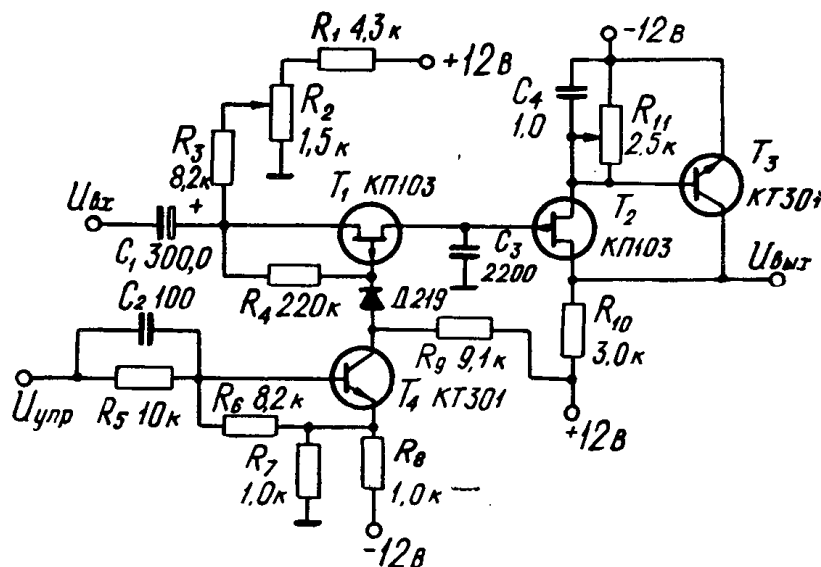 R₁ 4,3к
+12В
R₂
1,5к
R₃
8,2к
+
-12В
C₄
1,0
R₁₁
2,5к
T₃
КТ301
Uвх
C₁ 300,0
T₁ КП103
T₂
КП103
C₃
2200
Uвых
R₄ 220к
Д219
C₂ 100
R₉ 9,1к
R₁₀
3,0к
T₄ КТ301
Uупр
R₅ 10к
R₆ 8,2к
R₇
1,0к
R₈
1,0к
+12В
-12В